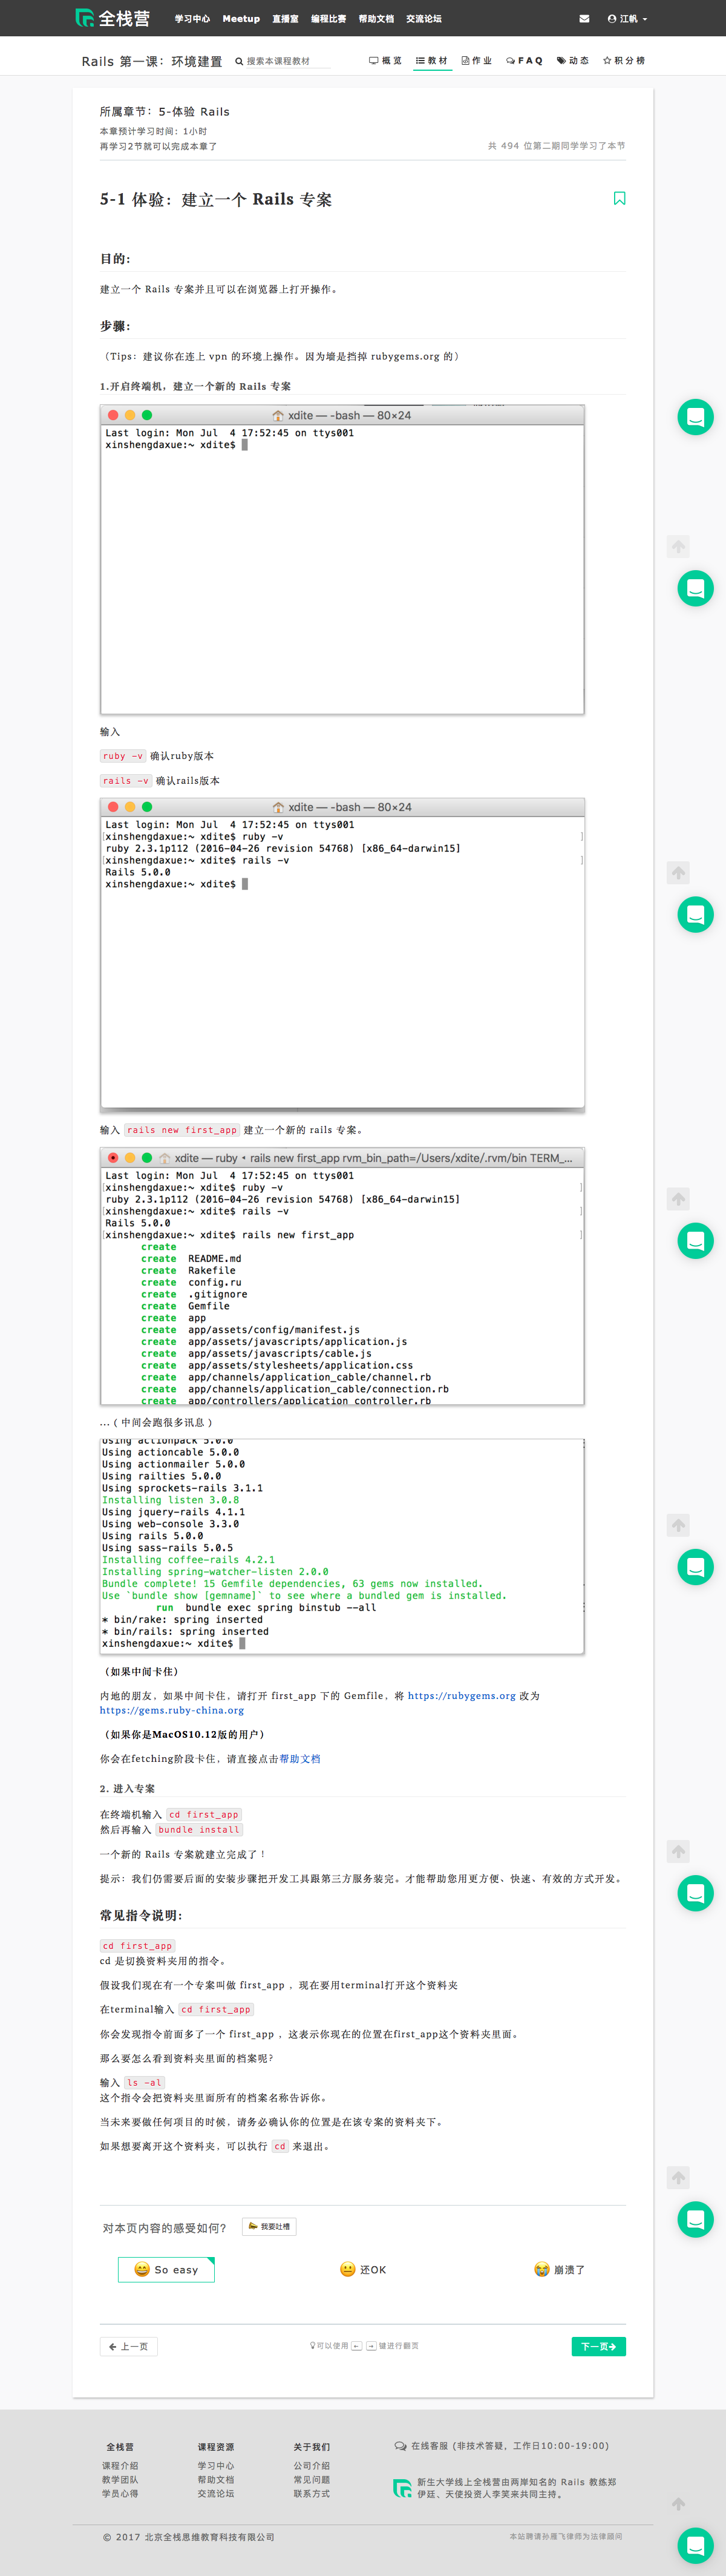 全栈营 学习中心 Meetup 直播室 编程比赛 帮助文档 交流论坛 江帆
Rails 第一课：环境建置 搜索本课程教材 概览 教材 作业 FAQ 动态 积分榜
所属章节：5-体验 Rails
本章预计学习时间：1小时
再学习2节就可以完成本章了 共 494 位第二期同学学习了本节
5-1 体验：建立一个 Rails 专案
目的：
建立一个 Rails 专案并且可以在浏览器上打开操作。
步骤：
（Tips：建议你在连上 vpn 的环境上操作。因为墙是挡掉 rubygems.org 的）
1.开启终端机，建立一个新的 Rails 专案
xdite — -bash — 80×24
Last login: Mon Jul  4 17:52:45 on ttys001
xinshengdaxue:~ xdite$
输入
ruby -v 确认ruby版本
rails -v 确认rails版本
xdite — -bash — 80×24
Last login: Mon Jul  4 17:52:45 on ttys001
[xinshengdaxue:~ xdite$ ruby -v ]
ruby 2.3.1p112 (2016-04-26 revision 54768) [x86_64-darwin15]
[xinshengdaxue:~ xdite$ rails -v ]
Rails 5.0.0
xinshengdaxue:~ xdite$
输入 rails new first_app 建立一个新的 rails 专案。
xdite — ruby • rails new first_app rvm_bin_path=/Users/xdite/.rvm/bin TERM_...
Last login: Mon Jul  4 17:52:45 on ttys001
[xinshengdaxue:~ xdite$ ruby -v ]
ruby 2.3.1p112 (2016-04-26 revision 54768) [x86_64-darwin15]
[xinshengdaxue:~ xdite$ rails -v ]
Rails 5.0.0
[xinshengdaxue:~ xdite$ rails new first_app ]
create
create  README.md
create  Rakefile
create  config.ru
create  .gitignore
create  Gemfile
create  app
create  app/assets/config/manifest.js
create  app/assets/javascripts/application.js
create  app/assets/javascripts/cable.js
create  app/assets/stylesheets/application.css
create  app/channels/application_cable/channel.rb
create  app/channels/application_cable/connection.rb
create  app/controllers/application_controller.rb
...（中间会跑很多讯息）
Using actionpack 5.0.0
Using actioncable 5.0.0
Using actionmailer 5.0.0
Using railties 5.0.0
Using sprockets-rails 3.1.1
Installing listen 3.0.8
Using jquery-rails 4.1.1
Using web-console 3.3.0
Using rails 5.0.0
Using sass-rails 5.0.5
Installing coffee-rails 4.2.1
Installing spring-watcher-listen 2.0.0
Bundle complete! 15 Gemfile dependencies, 63 gems now installed.
Use `bundle show [gemname]` to see where a bundled gem is installed.
run  bundle exec spring binstub --all
* bin/rake: spring inserted
* bin/rails: spring inserted
xinshengdaxue:~ xdite$
（如果中间卡住）
内地的朋友，如果中间卡住，请打开 first_app 下的 Gemfile，将 https://rubygems.org 改为
https://gems.ruby-china.org
（如果你是MacOS10.12版的用户）
你会在fetching阶段卡住，请直接点击帮助文档
2. 进入专案
在终端机输入 cd first_app
然后再输入 bundle install
一个新的 Rails 专案就建立完成了！
提示：我们仍需要后面的安装步骤把开发工具跟第三方服务装完。才能帮助您用更方便、快速、有效的方式开发。
常见指令说明：
cd first_app
cd 是切换资料夹用的指令。
假设我们现在有一个专案叫做 first_app ，现在要用terminal打开这个资料夹
在terminal输入 cd first_app
你会发现指令前面多了一个 first_app ，这表示你现在的位置在first_app这个资料夹里面。
那么要怎么看到资料夹里面的档案呢？
输入 ls -al
这个指令会把资料夹里面所有的档案名称告诉你。
当未来要做任何项目的时候，请务必确认你的位置是在该专案的资料夹下。
如果想要离开这个资料夹，可以执行 cd 来退出。
对本页内容的感受如何？ 我要吐槽
So easy 还OK 崩溃了
上一页 可以使用 ← → 键进行翻页 下一页
全栈营 课程资源 关于我们 在线客服 (非技术答疑，工作日10:00-19:00)
课程介绍 学习中心 公司介绍
教学团队 帮助文档 常见问题 新生大学线上全栈营由两岸知名的 Rails 教练郑
学员心得 交流论坛 联系方式 伊廷、天使投资人李笑来共同主持。
© 2017 北京全栈思维教育科技有限公司 本站聘请孙雁飞律师为法律顾问